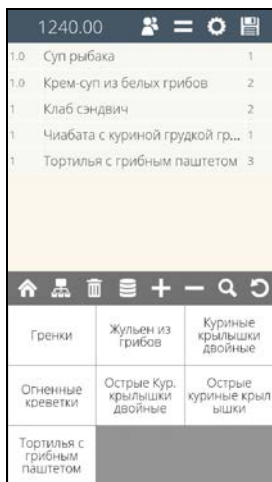 1240.00
1.0 Суп рыбака 1
1.0 Крем-суп из белых грибов 2
1 Клаб сэндвич 2
1 Чиабата с куриной грудкой гр... 1
1 Тортилья с грибным паштетом 3
Гренки
Жульен из
грибов
Куриные
крылышки
двойные
Огненные
креветки
Острые Кур.
крылышки
двойные
Острые
куриные крыл
ышки
Тортилья с
грибным
паштетом